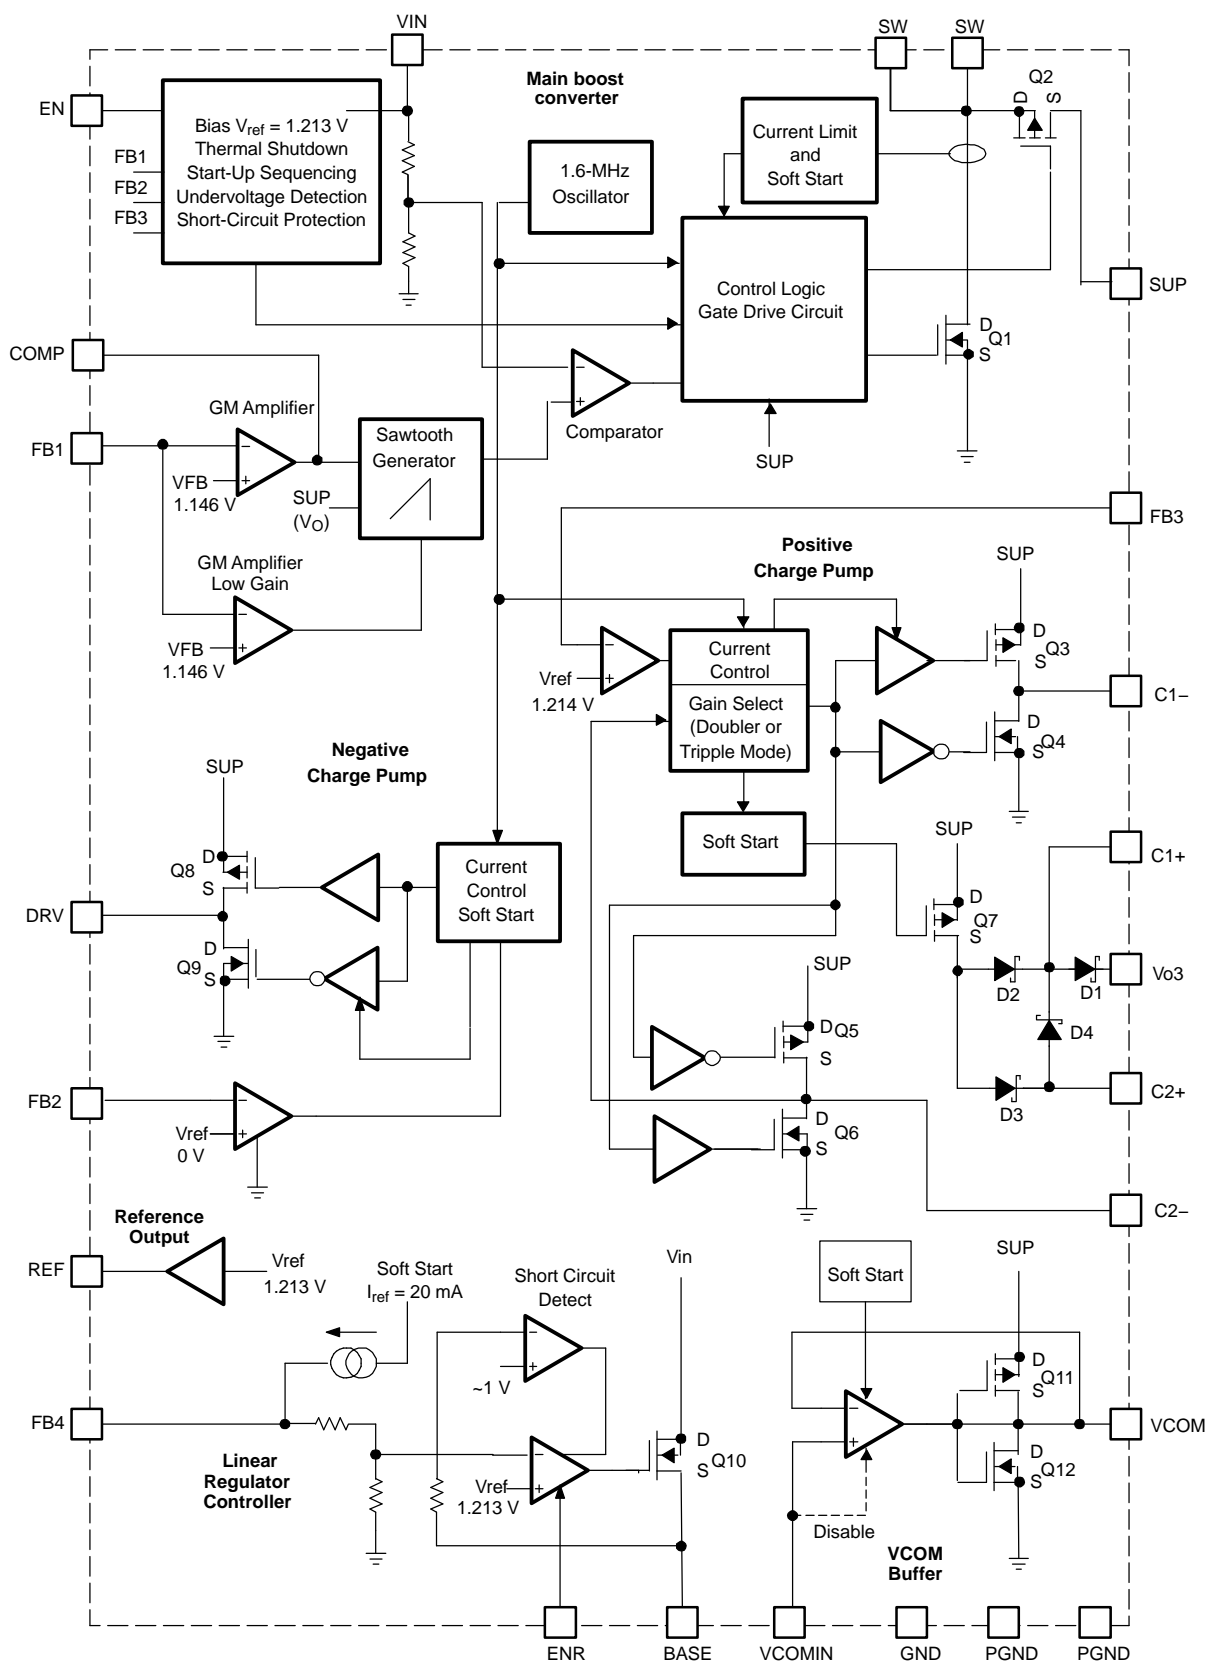 VIN
SW
SW
Q2
D
S
EN
Main boost
converter
Bias Vref = 1.213 V
Thermal Shutdown
Start-Up Sequencing
Undervoltage Detection
Short-Circuit Protection
FB1
FB2
FB3
1.6-MHz
Oscillator
Current Limit
and
Soft Start
Control Logic
Gate Drive Circuit
SUP
D
Q1
S
COMP
GM Amplifier
FB1
−
+
VFB
1.146 V
Sawtooth
Generator
SUP
(VO)
−
+
Comparator
SUP
FB3
GM Amplifier
Low Gain
−
+
VFB
1.146 V
Positive
Charge Pump
SUP
−
+
Vref
1.214 V
Current
Control
Gain Select
(Doubler or
Tripple Mode)
D
Q3
S
C1−
D
Q4
S
Negative
Charge Pump
SUP
Soft Start
SUP
C1+
D
Q8
S
Current
Control
Soft Start
D
Q7
S
DRV
D
Q9
S
D2
D1
Vo3
SUP
D4
D
Q5
S
D3
C2+
FB2
−
+
Vref
0 V
D
Q6
S
C2−
Reference
Output
REF
Vref
1.213 V
Soft Start
Iref = 20 mA
Short Circuit
Detect
−
+
~1 V
Vin
Soft Start
SUP
FB4
Linear
Regulator
Controller
−
+
Vref
1.213 V
D
Q10
S
−
+
Disable
D
Q11
S
VCOM
D
Q12
S
VCOM
Buffer
ENR
BASE
VCOMIN
GND
PGND
PGND